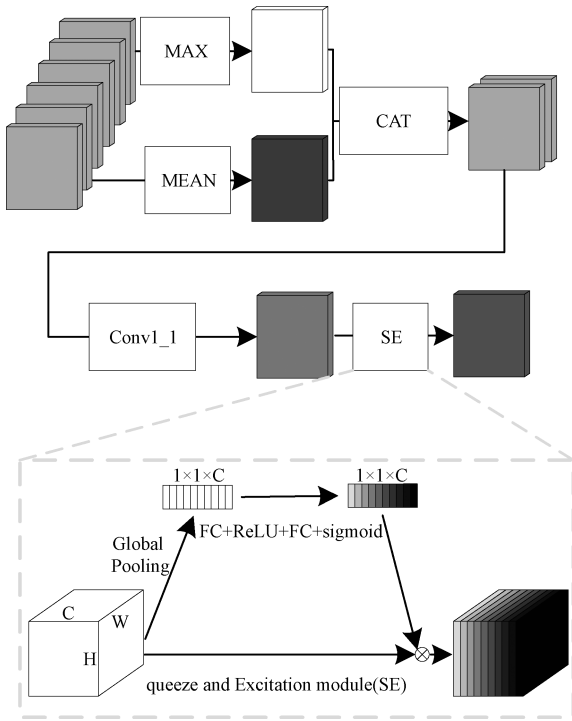 MAX
CAT
MEAN
Conv1_1
SE
1×1×C
1×1×C
FC+ReLU+FC+sigmoid
Global
Pooling
C
W
H
queeze and Excitation module(SE)